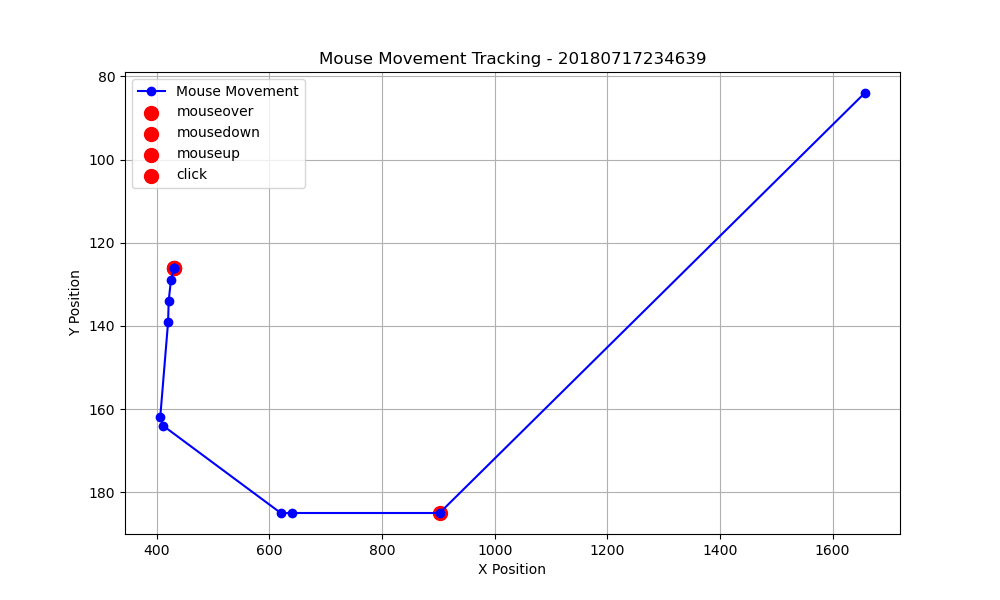 Mouse Movement Tracking - 20180717234639
Mouse Movement
mouseover
mousedown
mouseup
click
80
100
120
140
160
180
Y Position
400 600 800 1000 1200 1400 1600
X Position